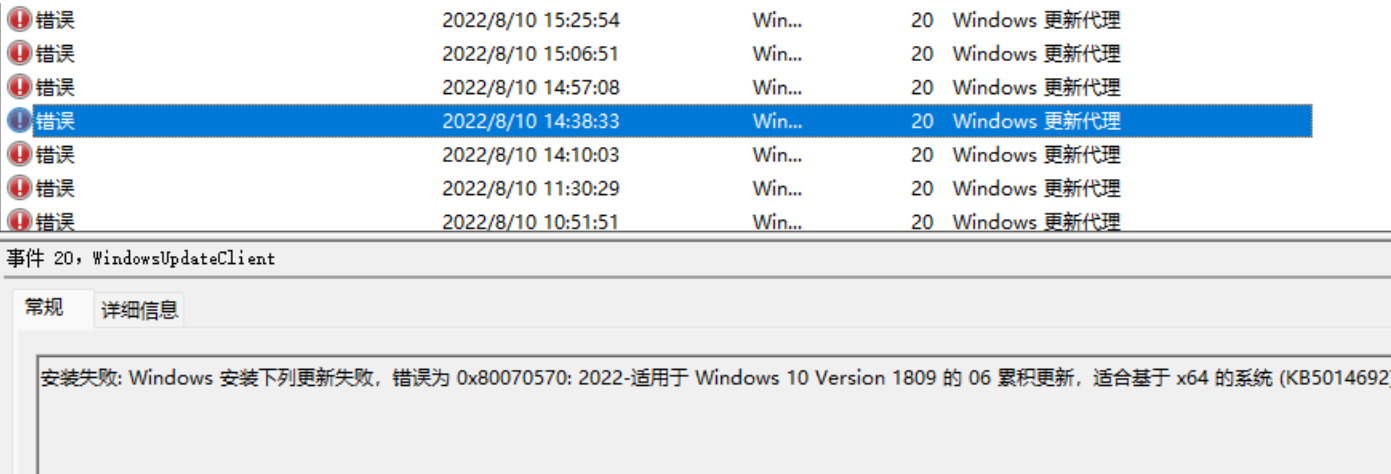 错误 2022/8/10 15:25:54 Win... 20 Windows 更新代理
错误 2022/8/10 15:06:51 Win... 20 Windows 更新代理
错误 2022/8/10 14:57:08 Win... 20 Windows 更新代理
错误 2022/8/10 14:38:33 Win... 20 Windows 更新代理
错误 2022/8/10 14:10:03 Win... 20 Windows 更新代理
错误 2022/8/10 11:30:29 Win... 20 Windows 更新代理
错误 2022/8/10 10:51:51 Win... 20 Windows 更新代理
事件 20，WindowsUpdateClient
常规 详细信息
安装失败: Windows 安装下列更新失败，错误为 0x80070570: 2022-适用于 Windows 10 Version 1809 的 06 累积更新，适合基于 x64 的系统 (KB5014692)